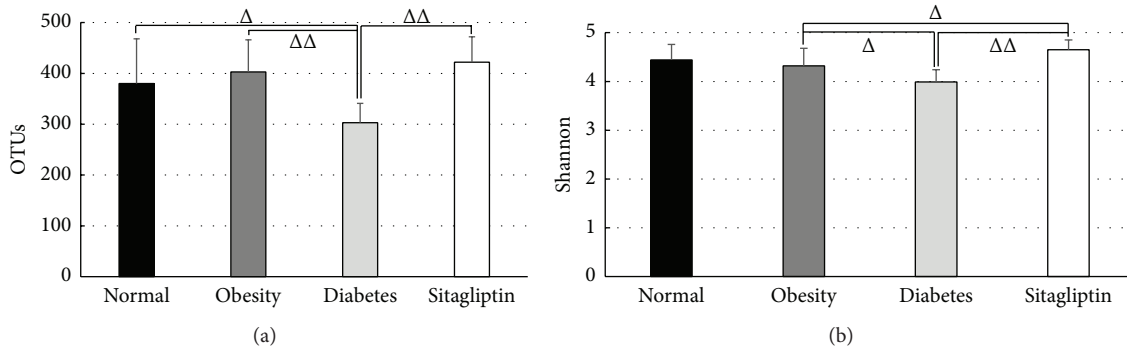 Δ
ΔΔ
ΔΔ
500
400
300
200
100
0
OTUs
Normal
Obesity
Diabetes
Sitagliptin
(a)
Δ
Δ
ΔΔ
5
4
3
2
1
0
Shannon
Normal
Obesity
Diabetes
Sitagliptin
(b)